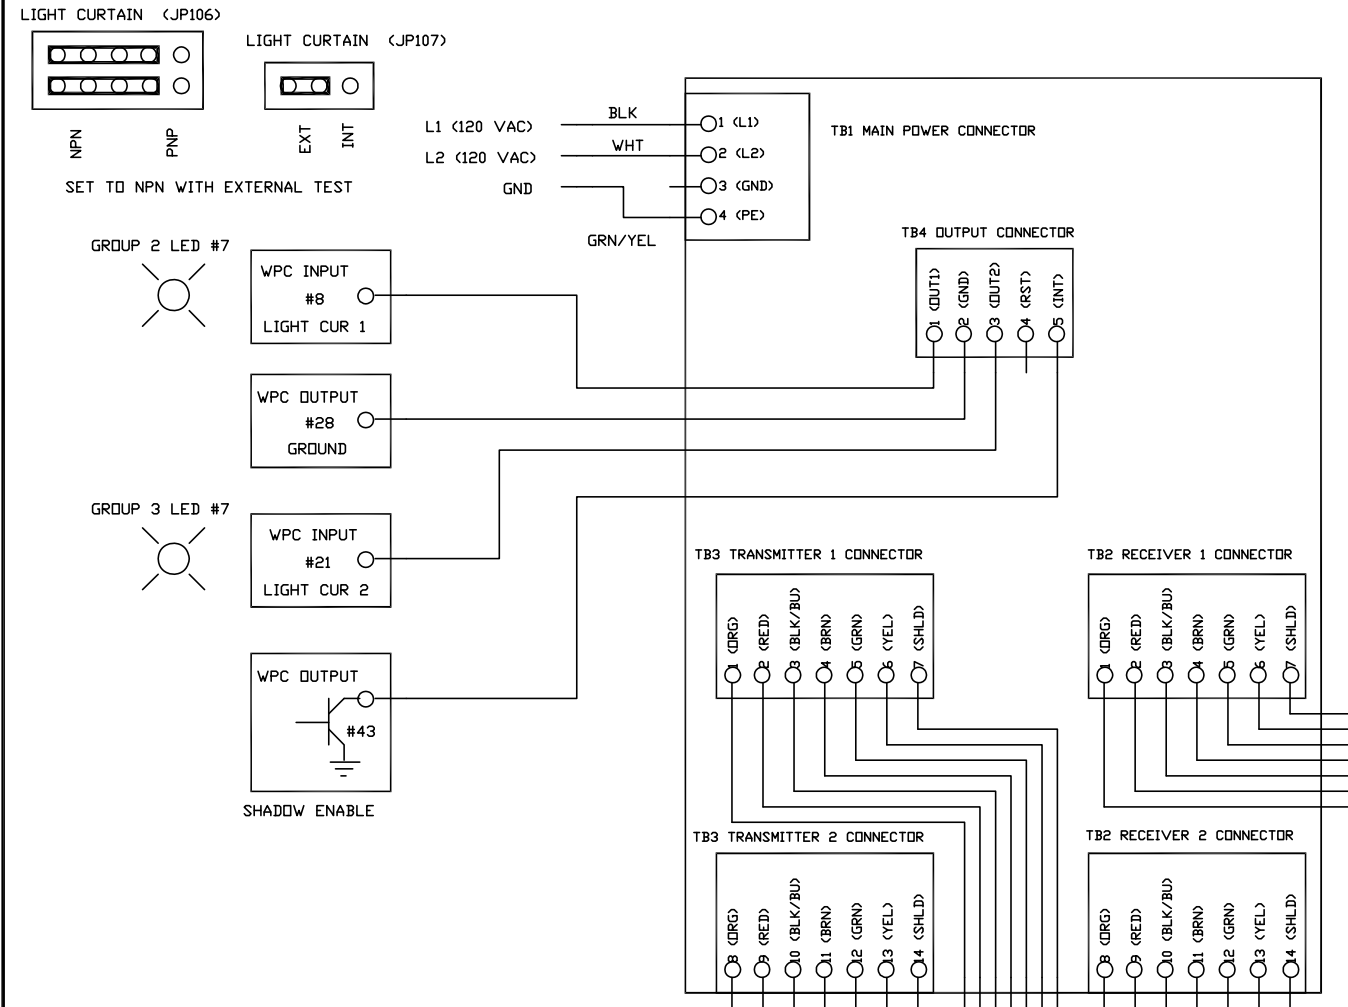 LIGHT CURTAIN (JP106)
LIGHT CURTAIN (JP107)
NPN
PNP
EXT
INT
SET TO NPN WITH EXTERNAL TEST
L1 (120 VAC)
BLK
L2 (120 VAC)
WHT
GND
GRN/YEL
1 (L1)
2 (L2)
3 (GND)
4 (PE)
TB1 MAIN POWER CONNECTOR
TB4 OUTPUT CONNECTOR
1 (OUT1)
2 (GND)
3 (OUT2)
4 (RST)
5 (INT)
GROUP 2 LED #7
WPC INPUT
#8
LIGHT CUR 1
WPC OUTPUT
#28
GROUND
GROUP 3 LED #7
WPC INPUT
#21
LIGHT CUR 2
WPC OUTPUT
#43
SHADOW ENABLE
TB3 TRANSMITTER 1 CONNECTOR
1 (ORG)
2 (RED)
3 (BLK/BU)
4 (BRN)
5 (GRN)
6 (YEL)
7 (SHLD)
TB2 RECEIVER 1 CONNECTOR
1 (ORG)
2 (RED)
3 (BLK/BU)
4 (BRN)
5 (GRN)
6 (YEL)
7 (SHLD)
TB3 TRANSMITTER 2 CONNECTOR
8 (ORG)
9 (RED)
10 (BLK/BU)
11 (BRN)
12 (GRN)
13 (YEL)
14 (SHLD)
TB2 RECEIVER 2 CONNECTOR
8 (ORG)
9 (RED)
10 (BLK/BU)
11 (BRN)
12 (GRN)
13 (YEL)
14 (SHLD)